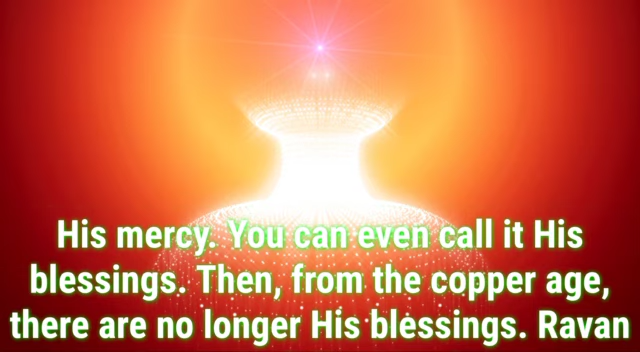 His mercy. You can even call it His
blessings. Then, from the copper age,
there are no longer His blessings. Ravan